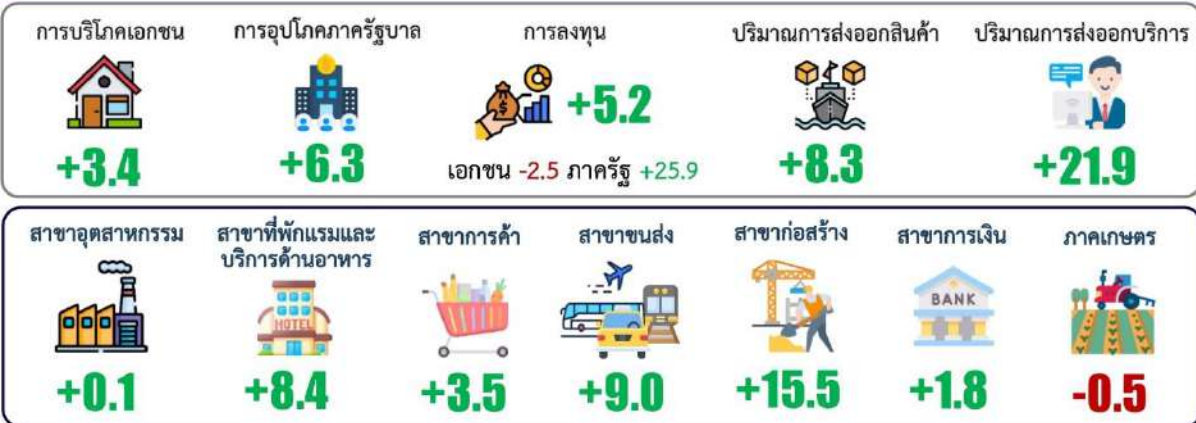 การบริโภคเอกชน
+3.4
การอุปโภคภาครัฐบาล
+6.3
การลงทุน
+5.2
เอกชน -2.5 ภาครัฐ +25.9
ปริมาณการส่งออกสินค้า
+8.3
ปริมาณการส่งออกบริการ
+21.9
สาขาอุตสาหกรรม
+0.1
สาขาที่พักแรมและ
บริการด้านอาหาร
HOTEL
+8.4
สาขาการค้า
+3.5
สาขาขนส่ง
+9.0
สาขาก่อสร้าง
+15.5
สาขาการเงิน
BANK
+1.8
ภาคเกษตร
-0.5